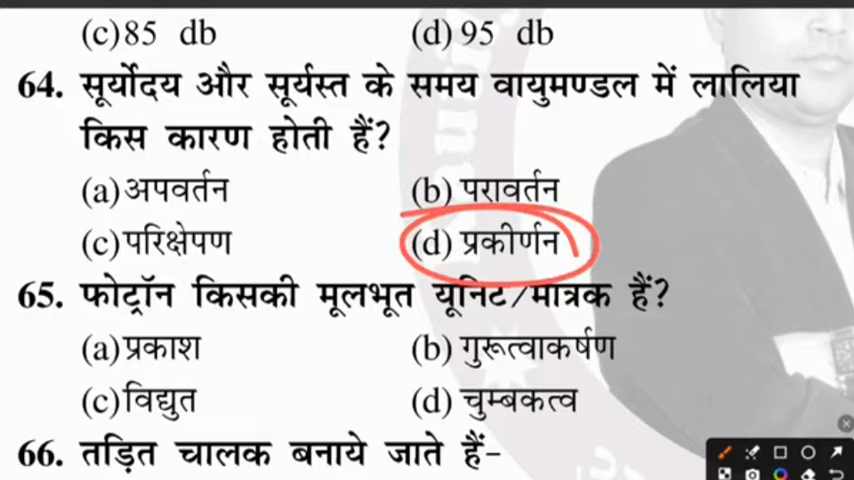 (c) 85 db (d) 95 db
64. सूर्योदय और सूर्यस्त के समय वायुमण्डल में लालिया
किस कारण होती हैं?
(a) अपवर्तन (b) परावर्तन
(c) परिक्षेपण (d) प्रकीर्णन
65. फोट्रॉन किसकी मूलभूत यूनिट/मात्रक हैं?
(a) प्रकाश (b) गुरूत्वाकर्षण
(c) विद्युत (d) चुम्बकत्व
66. तड़ित चालक बनाये जाते हैं-